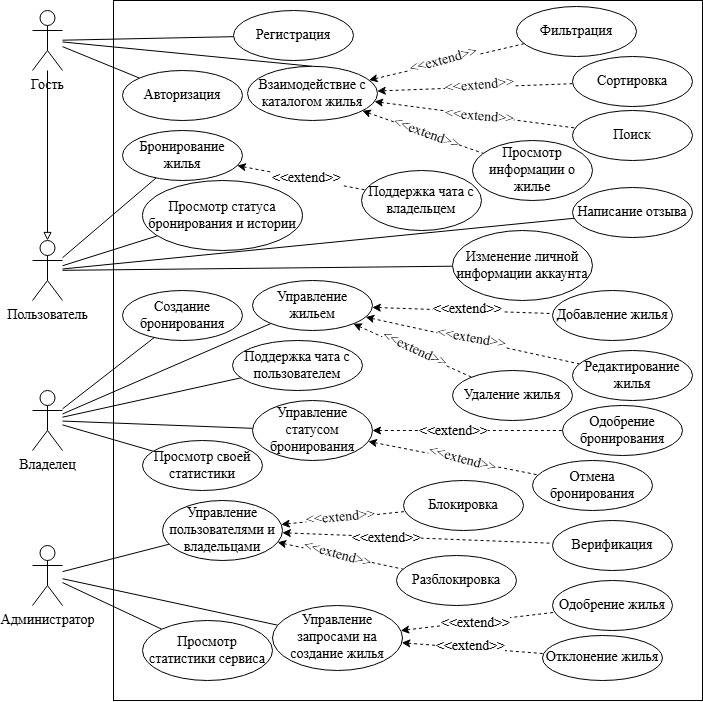 Гость
Регистрация
Авторизация
Взаимодействие с
каталогом жилья
<<extend>>
Фильтрация
<<extend>>
Сортировка
<<extend>>
Поиск
<<extend>>
Просмотр
информации о
жилье
Бронирование
жилья
<<extend>>
Поддержка чата с
владельцем
Просмотр статуса
бронирования и истории
Написание отзыва
Изменение личной
информации аккаунта
Пользователь
Создание
бронирования
Управление
жильем
<<extend>>
Добавление жилья
<<extend>>
Редактирование
жилья
<<extend>>
Удаление жилья
Поддержка чата с
пользователем
Управление
статусом
бронирования
<<extend>>
Одобрение
бронирования
<<extend>>
Отмена
бронирования
Владелец
Просмотр своей
статистики
Управление
пользователями и
владельцами
<<extend>>
Блокировка
<<extend>>
Верификация
<<extend>>
Разблокировка
Администратор
Управление
запросами на
создание жилья
<<extend>>
Одобрение жилья
<<extend>>
Отклонение жилья
Просмотр
статистики сервиса